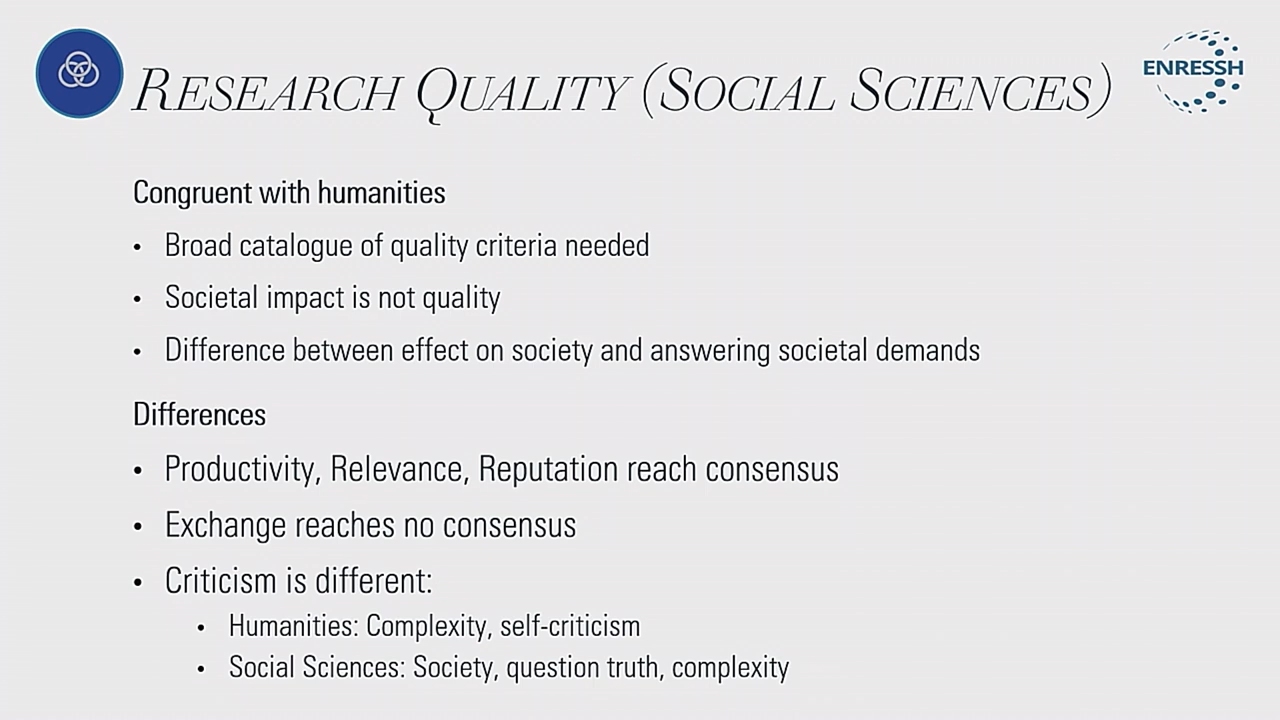 RESEARCH QUALITY (SOCIAL SCIENCES)
ENRESSH
Congruent with humanities
• Broad catalogue of quality criteria needed
• Societal impact is not quality
• Difference between effect on society and answering societal demands
Differences
• Productivity, Relevance, Reputation reach consensus
• Exchange reaches no consensus
• Criticism is different:
• Humanities: Complexity, self-criticism
• Social Sciences: Society, question truth, complexity